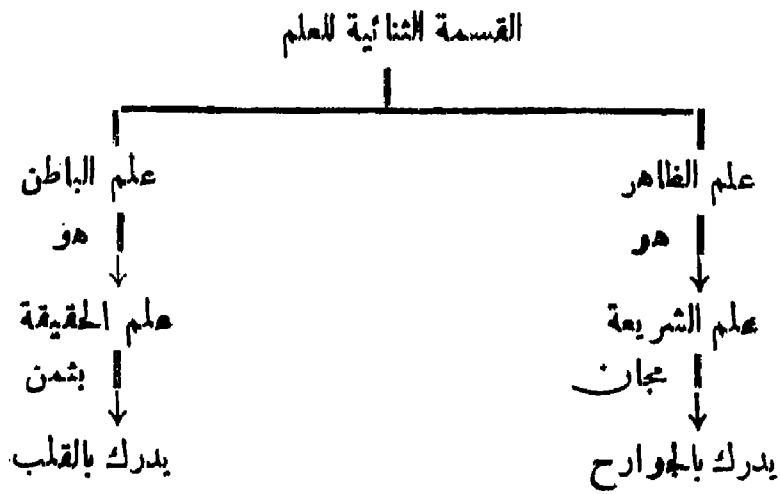 القسمة الثنائية للعلم
علم الظاهر
علم الباطن
هو
هو
علم الشريعة
علم الحقيقة
مجان
بثمن
يدرك بالجوارح
يدرك بالقلب